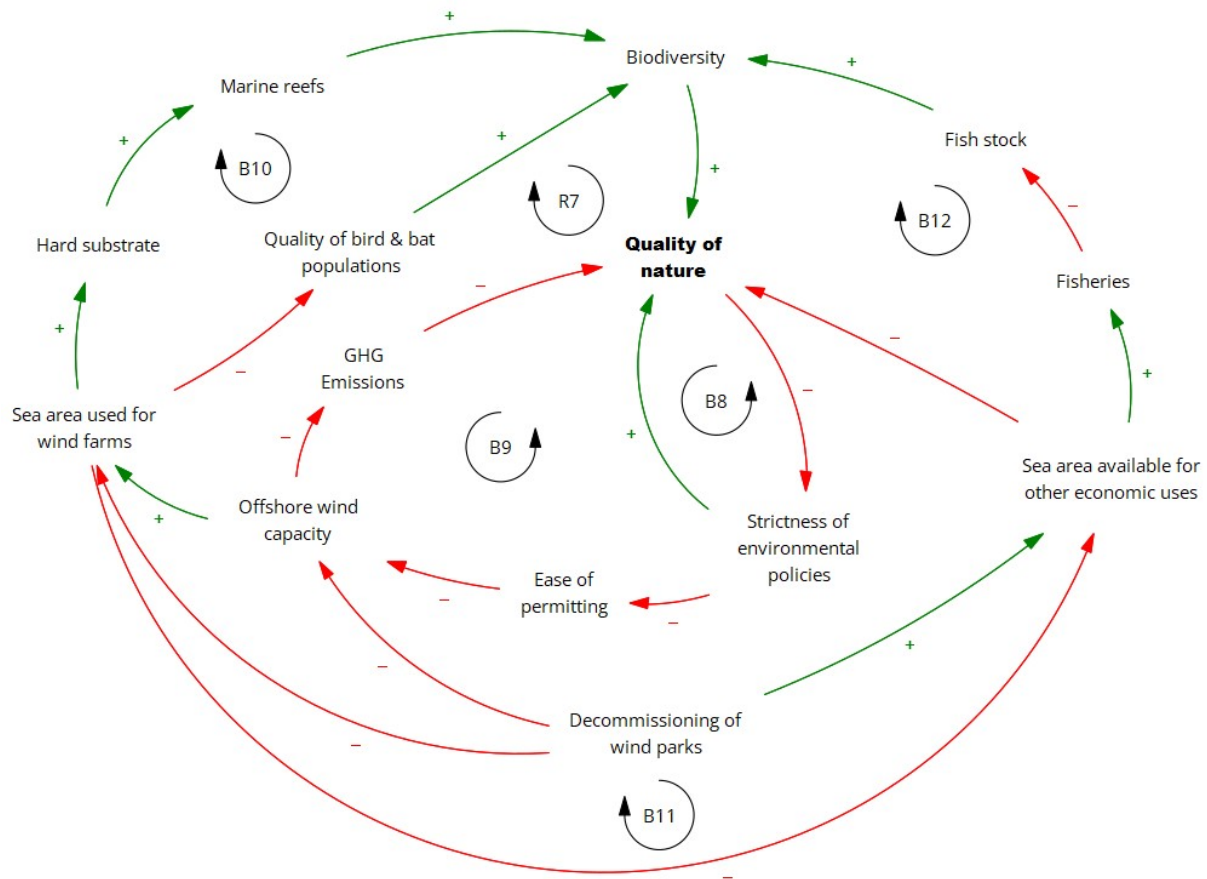 +
Biodiversity
+
Marine reefs
+
+
Fish stock
+
B10
R7
B12
–
Hard substrate
Quality of bird & bat
populations
Quality of
nature
–
Fisheries
+
–
GHG
Emissions
–
–
B8
+
Sea area used for
wind farms
–
B9
+
Sea area available for
other economic uses
+
Offshore wind
capacity
Strictness of
environmental
policies
–
Ease of
permitting
–
–
+
Decommissioning of
wind parks
–
B11
–